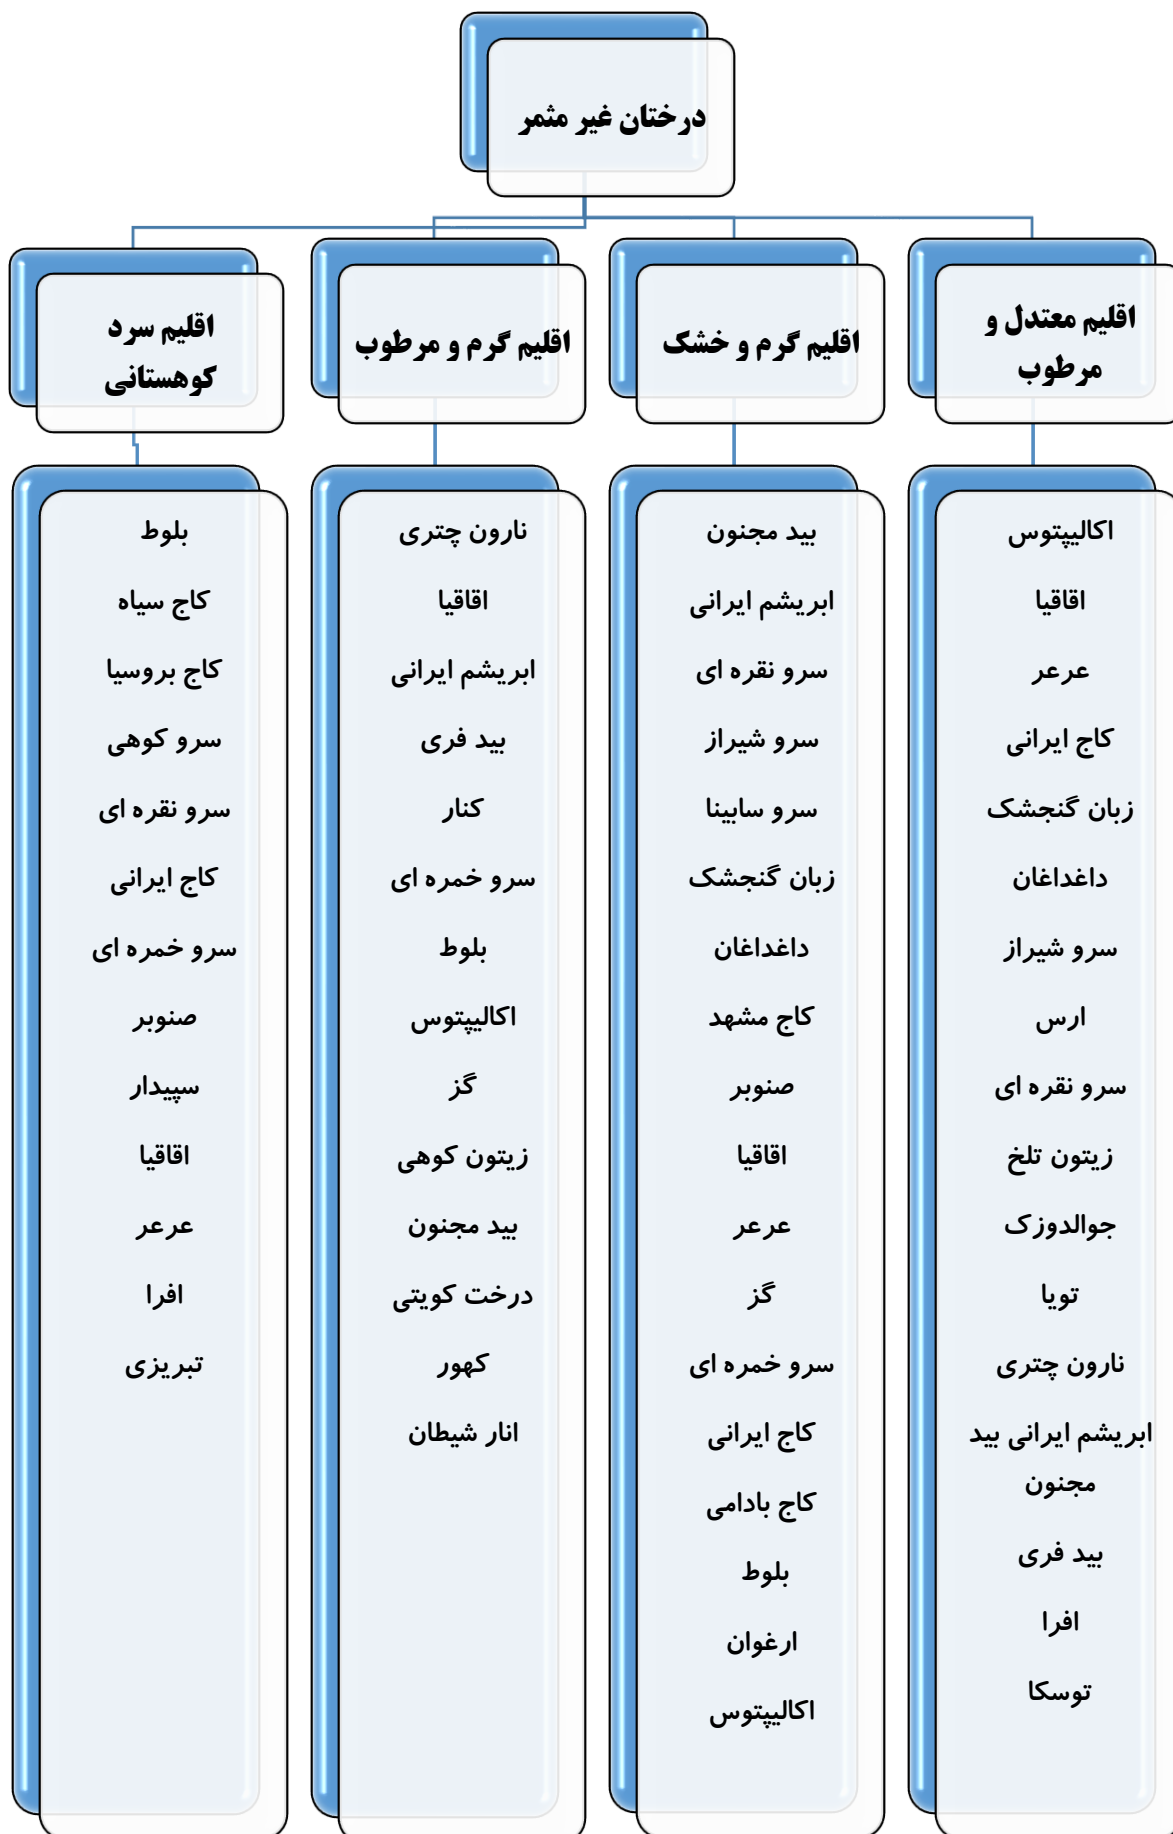 درختان غیر مثمر
اقلیم معتدل و
مرطوب
اکالیپتوس
اقاقیا
عرعر
کاج ایرانی
زبان گنجشک
داغداغان
سرو شیراز
ارس
سرو نقره ای
زیتون تلخ
جوالدوزک
تویا
نارون چتری
ابریشم ایرانی بید
مجنون
بید فری
افرا
توسکا
اقلیم گرم و خشک
بید مجنون
ابریشم ایرانی
سرو نقره ای
سرو شیراز
سرو سابینا
زبان گنجشک
داغداغان
کاج مشهد
صنوبر
اقاقیا
عرعر
گز
سرو خمره ای
کاج ایرانی
کاج بادامی
بلوط
ارغوان
اکالیپتوس
اقلیم گرم و مرطوب
نارون چتری
اقاقیا
ابریشم ایرانی
بید فری
کنار
سرو خمره ای
بلوط
اکالیپتوس
گز
زیتون کوهی
بید مجنون
درخت کویتی
کهور
انار شیطان
اقلیم سرد
کوهستانی
بلوط
کاج سیاه
کاج بروسیا
سرو کوهی
سرو نقره ای
کاج ایرانی
سرو خمره ای
صنوبر
سپیدار
اقاقیا
عرعر
افرا
تبریزی